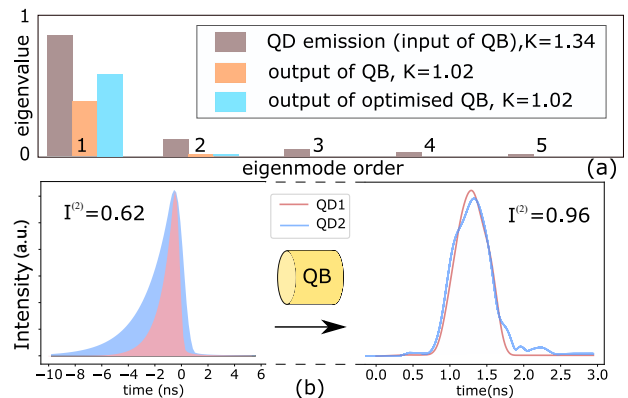 1
QD emission (input of QB),K=1.34
output of QB, K=1.02
output of optimised QB, K=1.02
eigenvalue
0
1 2 3 4 5
eigenmode order
(a)
I⁽²⁾=0.62
QD1
QD2
I⁽²⁾=0.96
QB
Intensity (a.u.)
−10 −8 −6 −4 −2 0 2 4 6
0.0 0.5 1.0 1.5 2.0 2.5 3.0
time (ns)
(b)
time(ns)